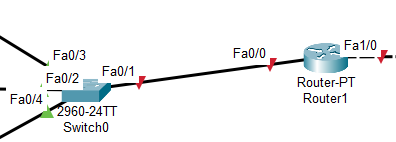 Fa0/3
Fa0/2
Fa0/1
Fa0/4
2960-24TT
Switch0
Fa0/0
Fa1/0
Router-PT
Router1